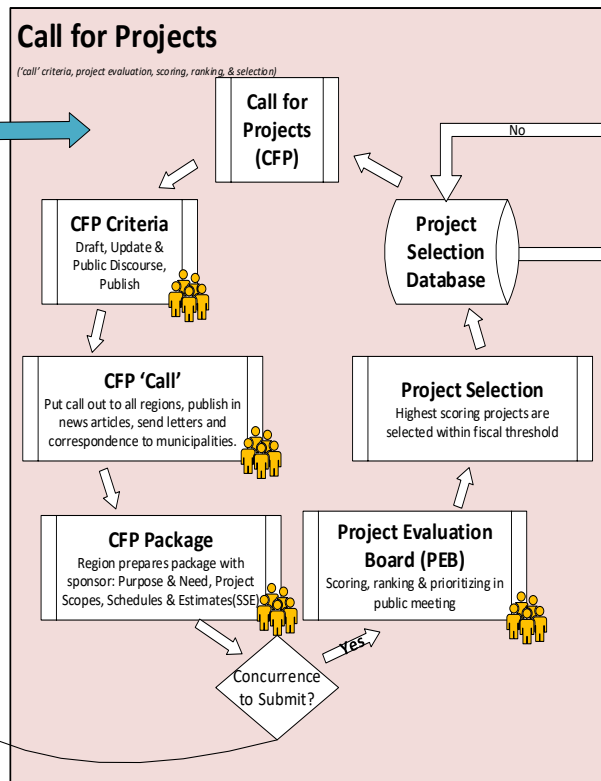 Call for Projects
('call' criteria, project evaluation, scoring, ranking, & selection)
Call for
Projects
(CFP)
No
CFP Criteria
Draft, Update &
Public Discourse,
Publish
Project
Selection
Database
CFP ‘Call’
Put call out to all regions, publish in
news articles, send letters and
correspondence to municipalities.
Project Selection
Highest scoring projects are
selected within fiscal threshold
CFP Package
Region prepares package with
sponsor: Purpose & Need, Project
Scopes, Schedules & Estimates(SSE)
Project Evaluation
Board (PEB)
Scoring, ranking & prioritizing in
public meeting
Yes
Concurrence
to Submit?